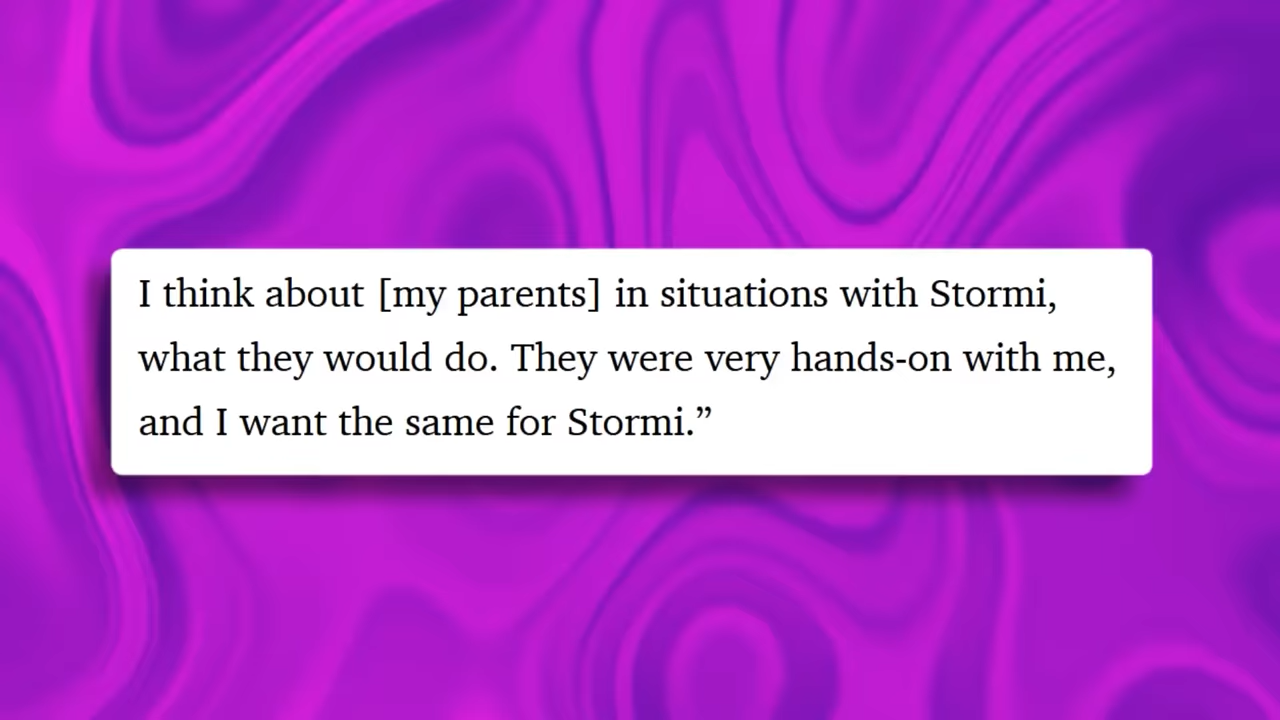 I think about [my parents] in situations with Stormi,
what they would do. They were very hands-on with me,
and I want the same for Stormi.”